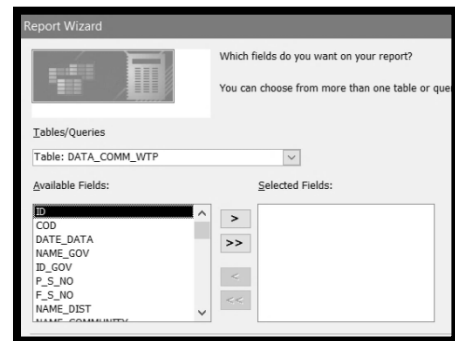 Report Wizard
Which fields do you want on your report?
You can choose from more than one table or que
Tables/Queries
Table: DATA_COMM_WTP
Available Fields:
Selected Fields:
ID
COD
DATE_DATA
NAME_GOV
ID_GOV
P_S_NO
F_S_NO
NAME_DIST
NAME_COMMUNITY
>
>>
<
<<